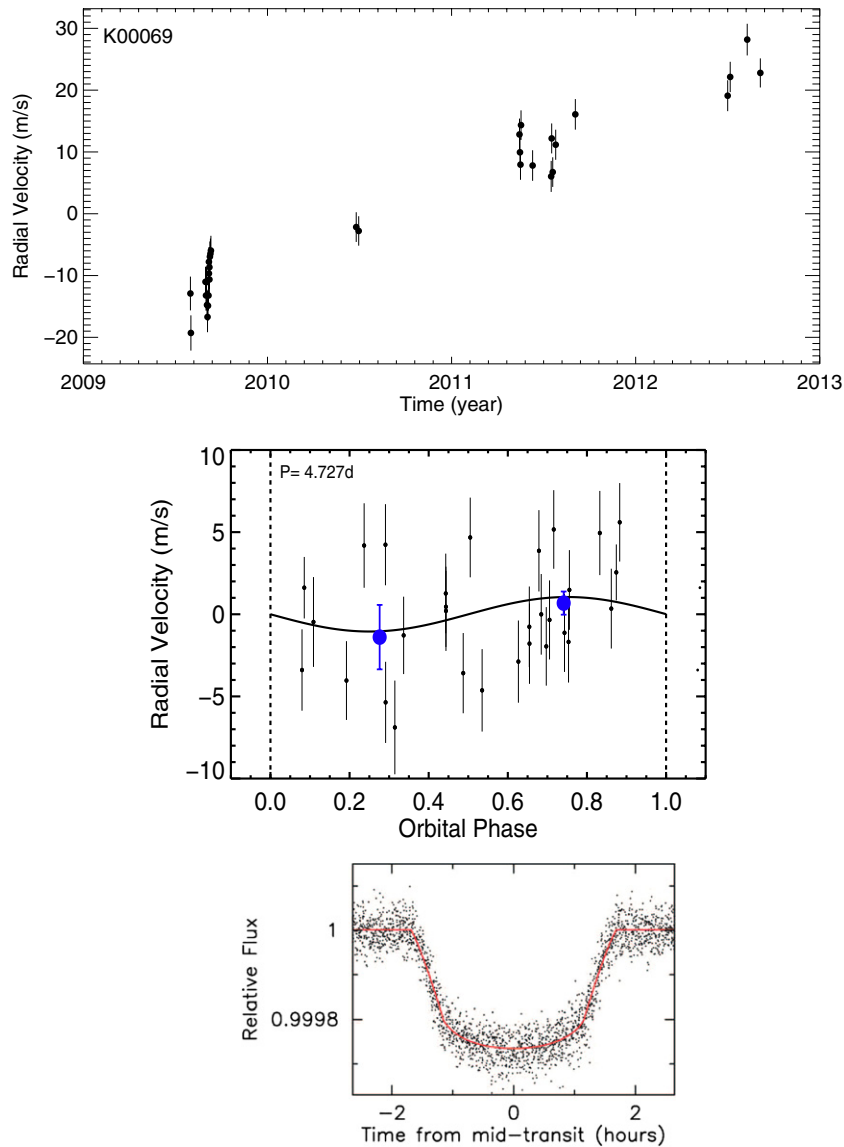 K00069
Radial Velocity (m/s)
30
20
10
0
−10
−20
2009 2010 2011 2012 2013
Time (year)
P= 4.727d
Radial Velocity (m/s)
10
5
0
−5
−10
0.0 0.2 0.4 0.6 0.8 1.0
Orbital Phase
Relative Flux
1
0.9998
−2 0 2
Time from mid−transit (hours)